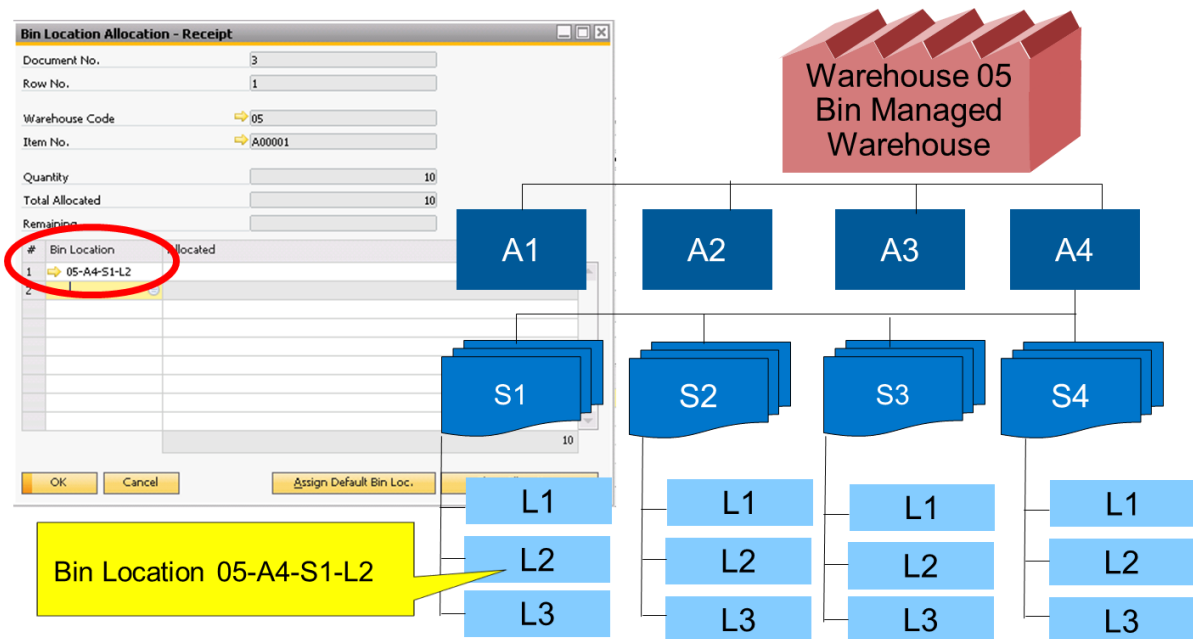 Bin Location Allocation - Receipt
Document No. 3
Row No. 1
Warehouse Code 05
Item No. A00001
Quantity 10
Total Allocated 10
Remaining
# Bin Location Allocated
1 05-A4-S1-L2
2
10
OK Cancel Assign Default Bin Loc.
Warehouse 05
Bin Managed
Warehouse
A1 A2 A3 A4
S1 S2 S3 S4
L1 L1 L1 L1
L2 L2 L2 L2
L3 L3 L3 L3
Bin Location 05-A4-S1-L2